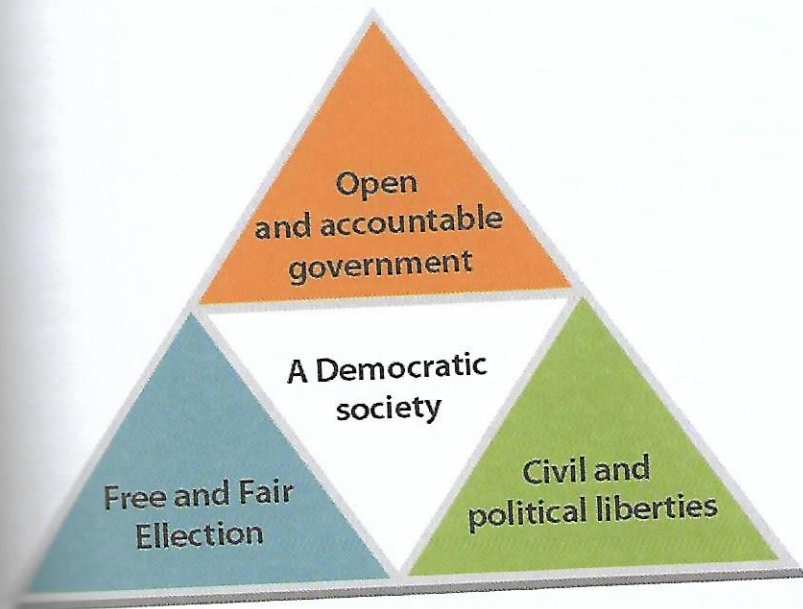 Open
and accountable
government
A Democratic
society
Free and Fair
Ellection
Civil and
political liberties